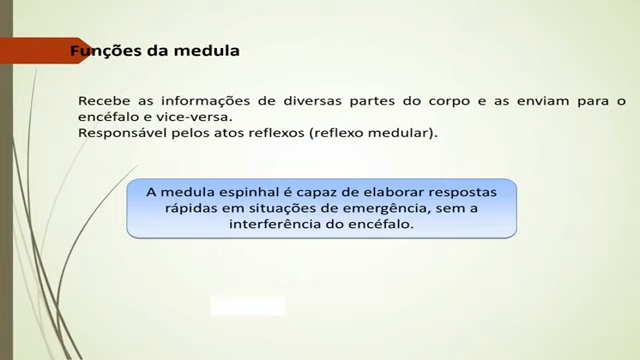 Funções da medula
Recebe as informações de diversas partes do corpo e as enviam para o
encéfalo e vice-versa.
Responsável pelos atos reflexos (reflexo medular).
A medula espinhal é capaz de elaborar respostas
rápidas em situações de emergência, sem a
interferência do encéfalo.